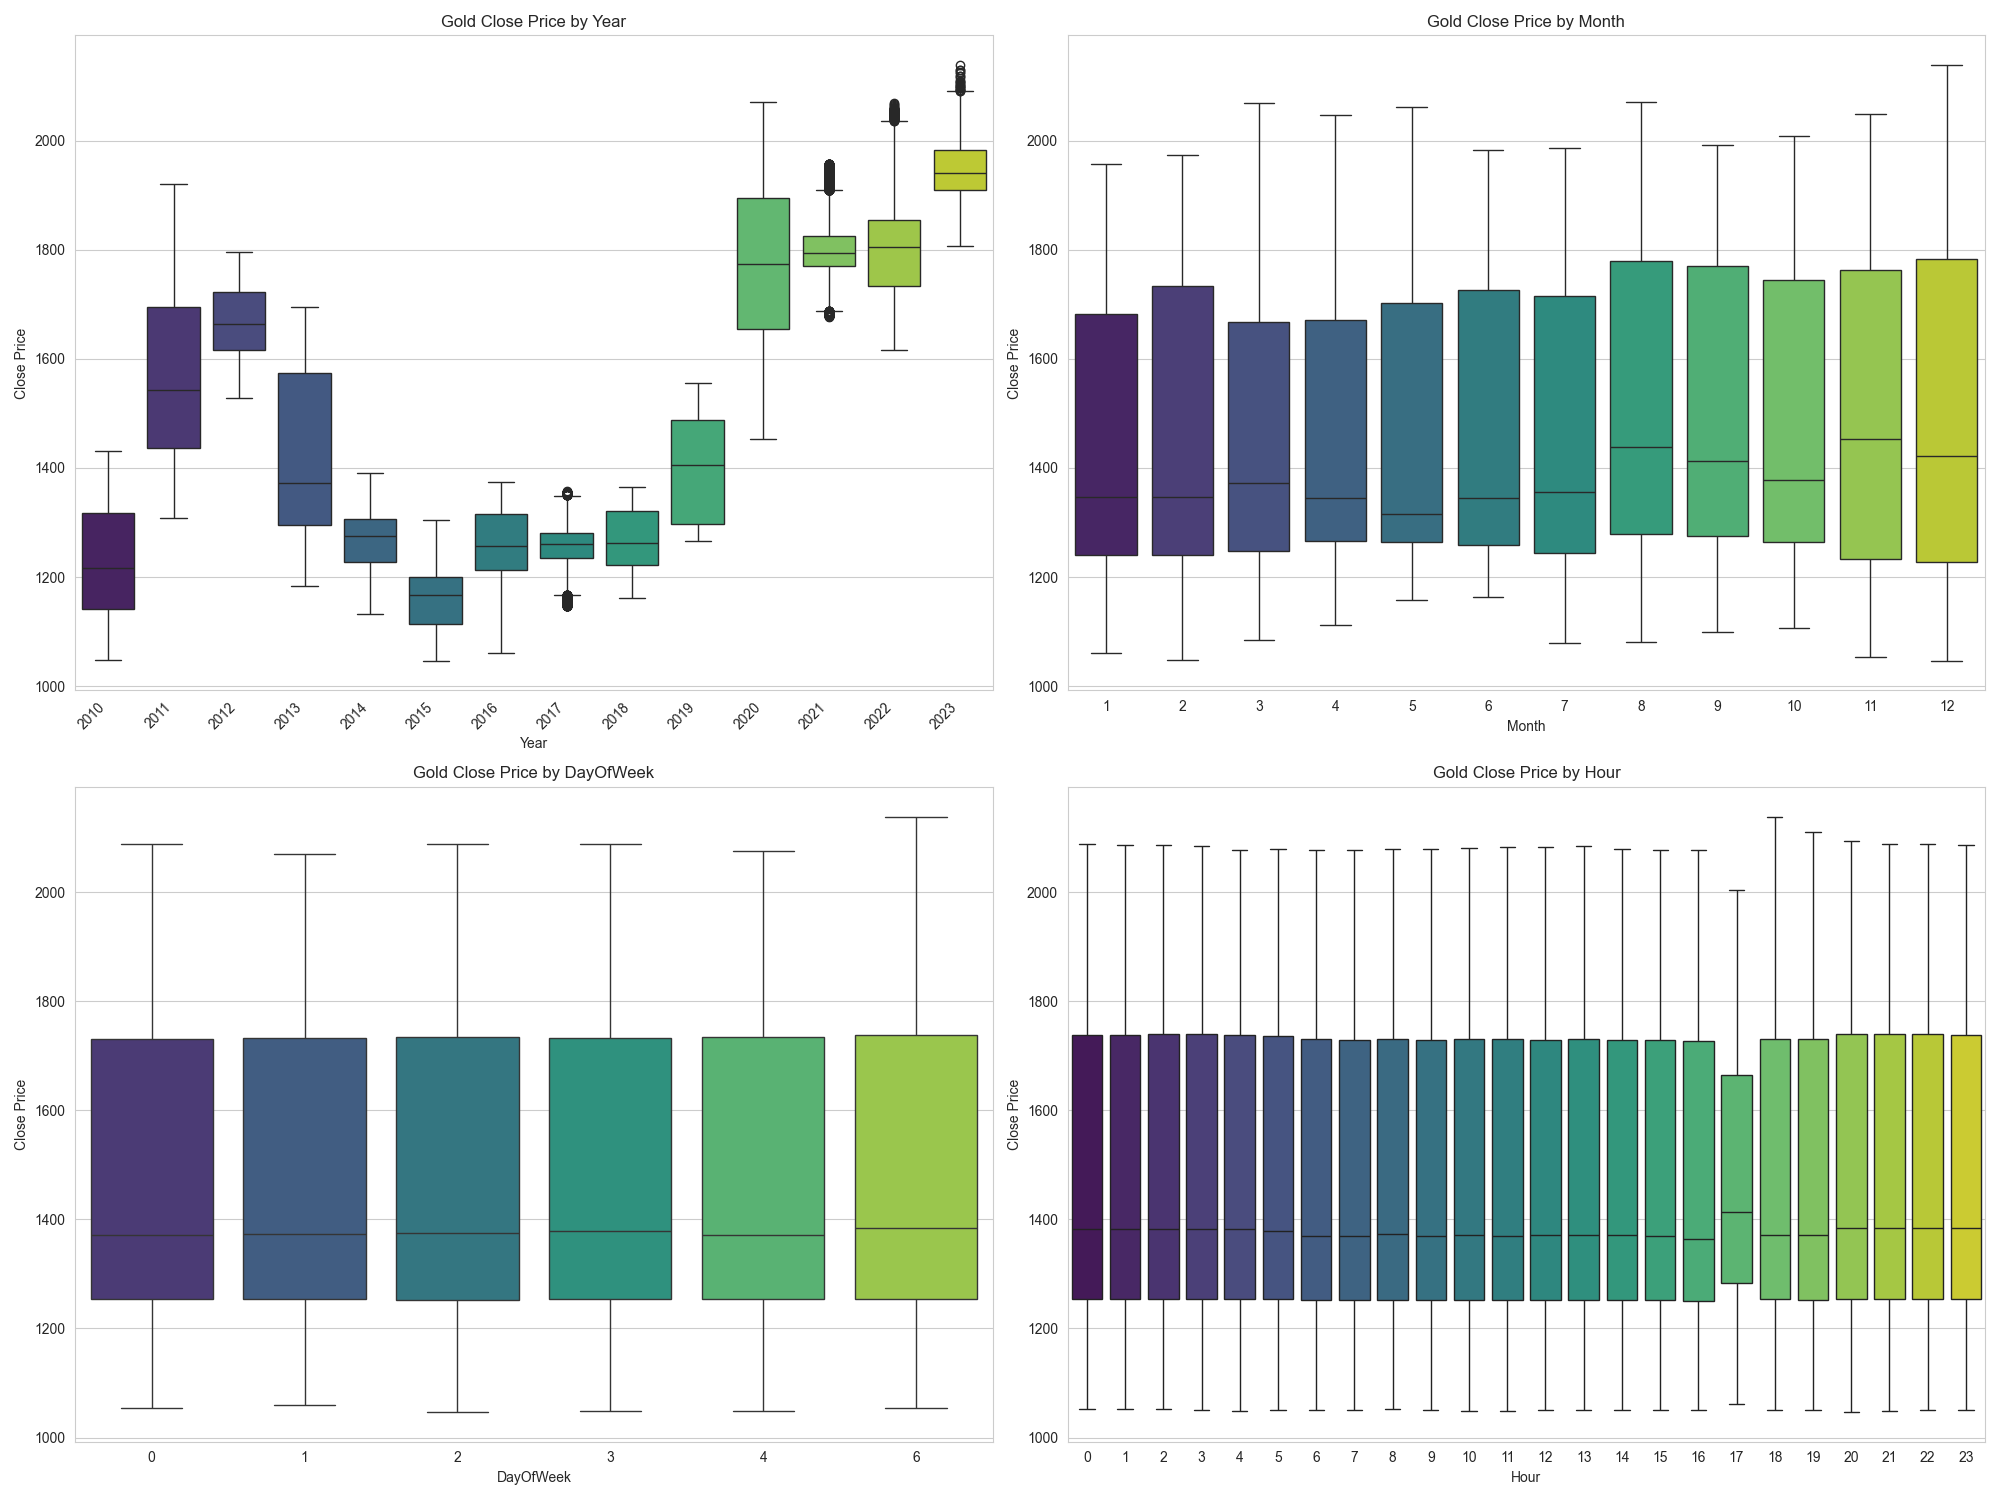 Gold Close Price by Year
Close Price
2000
1800
1600
1400
1200
1000
2010 2011 2012 2013 2014 2015 2016 2017 2018 2019 2020 2021 2022 2023
Year
Gold Close Price by Month
Close Price
2000
1800
1600
1400
1200
1000
1 2 3 4 5 6 7 8 9 10 11 12
Month
Gold Close Price by DayOfWeek
Close Price
2000
1800
1600
1400
1200
1000
0 1 2 3 4 6
DayOfWeek
Gold Close Price by Hour
Close Price
2000
1800
1600
1400
1200
1000
0 1 2 3 4 5 6 7 8 9 10 11 12 13 14 15 16 17 18 19 20 21 22 23
Hour